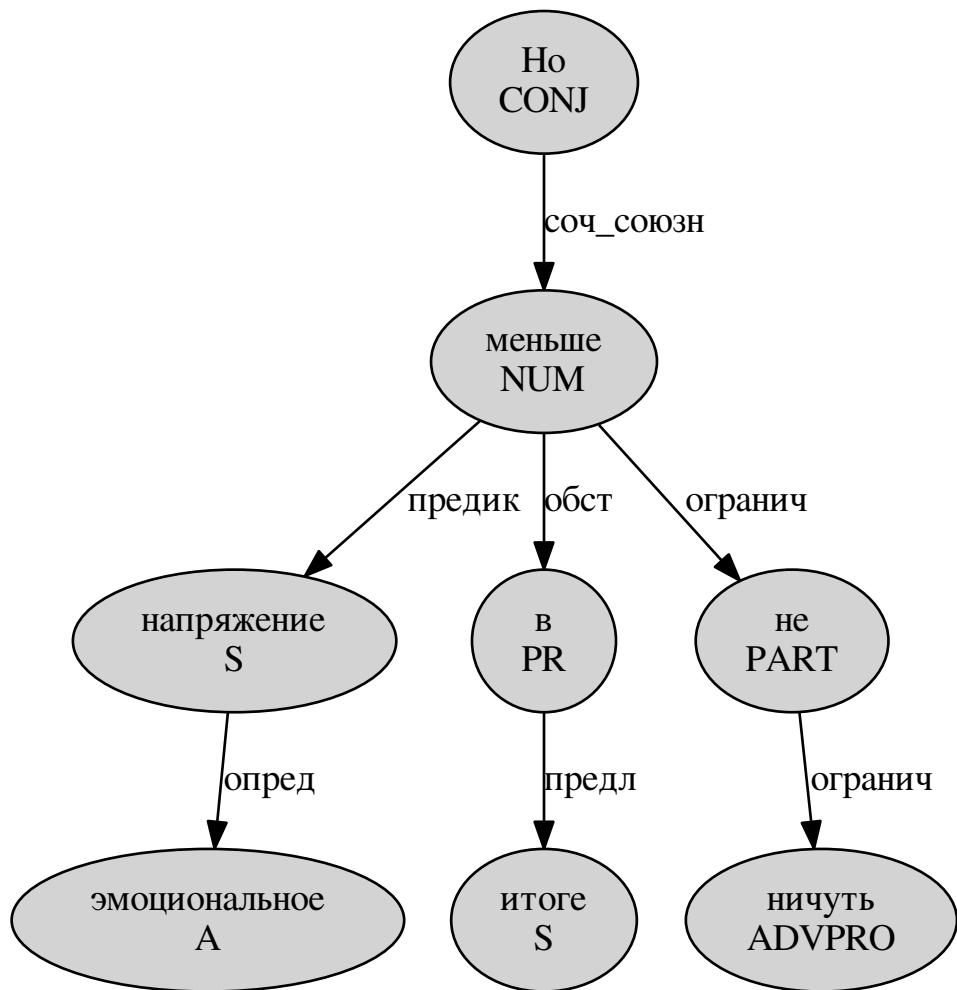 Но
CONJ
соч_союзн
меньше
NUM
предик
обст
огранич
напряжение
S
в
PR
не
PART
опред
предл
огранич
эмоциональное
A
итоге
S
ничуть
ADVPRO